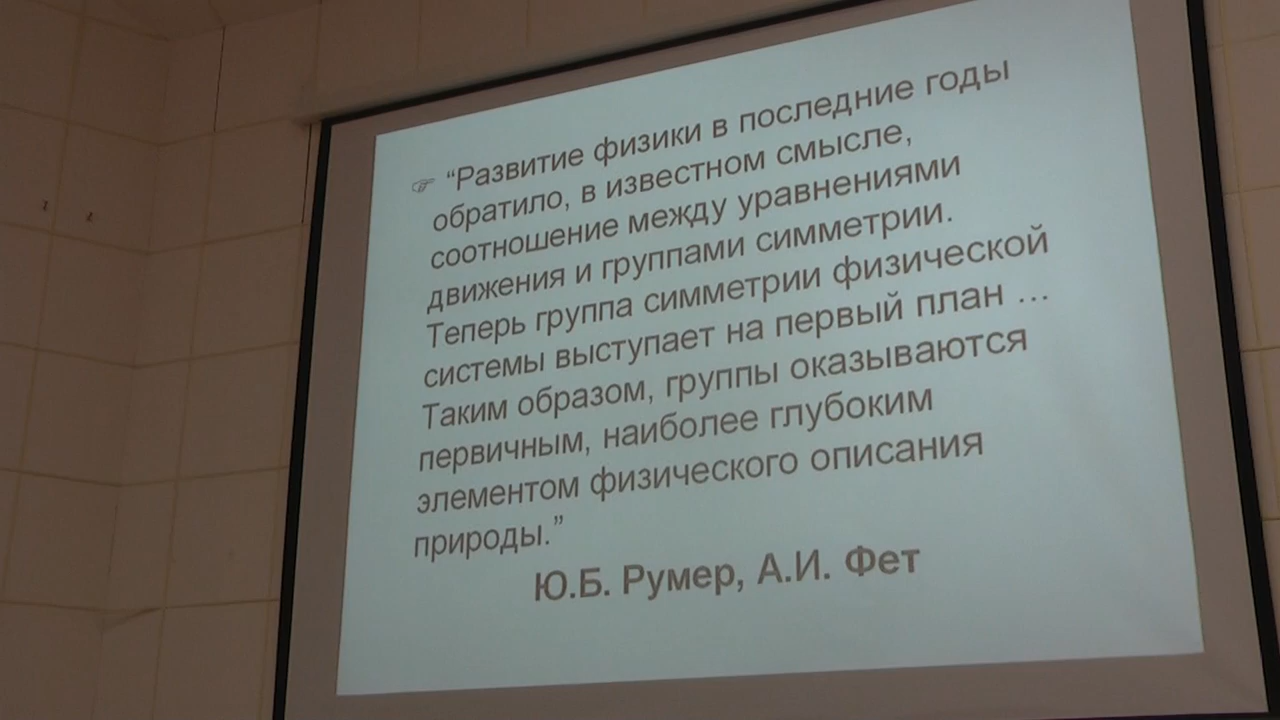 ☞ “Развитие физики в последние годы
обратило, в известном смысле,
соотношение между уравнениями
движения и группами симметрии.
Теперь группа симметрии физической
системы выступает на первый план ...
Таким образом, группы оказываются
первичным, наиболее глубоким
элементом физического описания
природы.”
Ю.Б. Румер, А.И. Фет